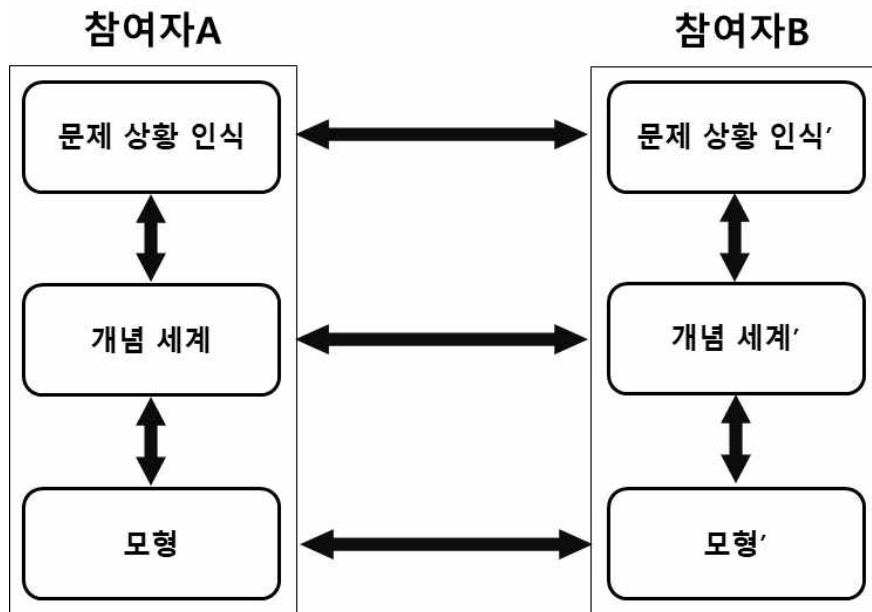 참여자A
참여자B
문제 상황 인식
문제 상황 인식′
개념 세계
개념 세계′
모형
모형′